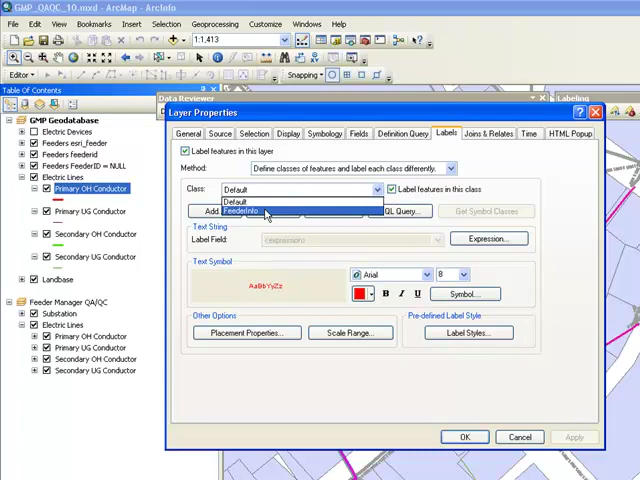 GMP_QAQC_10.mxd - ArcMap - ArcInfo
File Edit View Bookmarks Insert Selection Geoprocessing Customize Windows Help
1:1,413
Editor
Snapping
Table Of Contents
Data Reviewer
Labeling
GMP Geodatabase
Electric Devices
Feeders esri_feeder
Feeders feederid
Feeders FeederID = NULL
Electric Lines
Primary OH Conductor
Primary UG Conductor
Secondary OH Conductor
Secondary UG Conductor
Landbase
Feeder Manager QA/QC
Substation
Electric Lines
Primary OH Conductor
Primary UG Conductor
Secondary OH Conductor
Secondary UG Conductor
Layer Properties
General Source Selection Display Symbology Fields Definition Query Labels Joins & Relates Time HTML Popup
Label features in this layer
Method: Define classes of features and label each class differently.
Class: Default
Label features in this class
Default
FeederInfo
Add...
QL Query...
Get Symbol Classes
Text String
Label Field: (expression)
Expression...
Text Symbol
AaBbYyZz
Arial 8
B I U
Symbol...
Other Options
Pre-defined Label Style
Placement Properties...
Scale Range...
Label Styles...
OK Cancel Apply